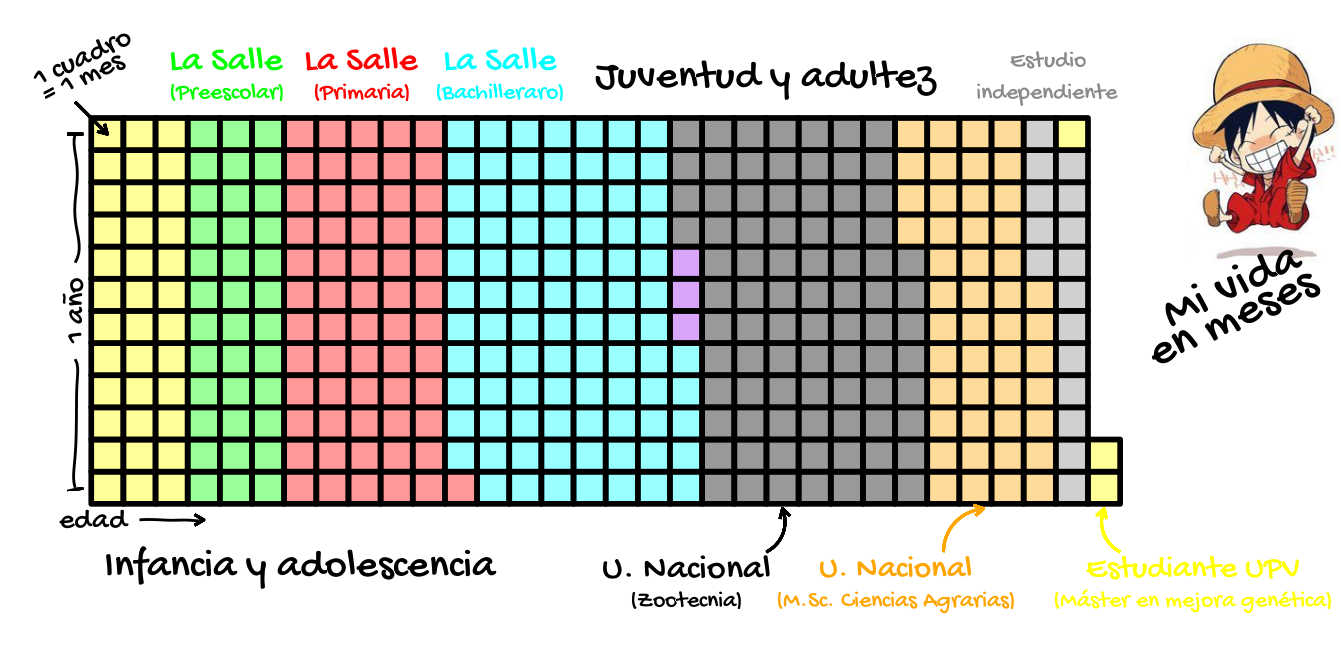 1 cuadro
= 1 mes
La Salle
(Preescolar)
La Salle
(Primaria)
La Salle
(Bachilleraro)
Juventud y adultez
Estudio
independiente
1 año
Mi vida
en meses
edad
Infancia y adolescencia
U. Nacional
(Zootecnia)
U. Nacional
(M.Sc. Ciencias Agrarias)
Estudiante UPV
(Máster en mejora genética)